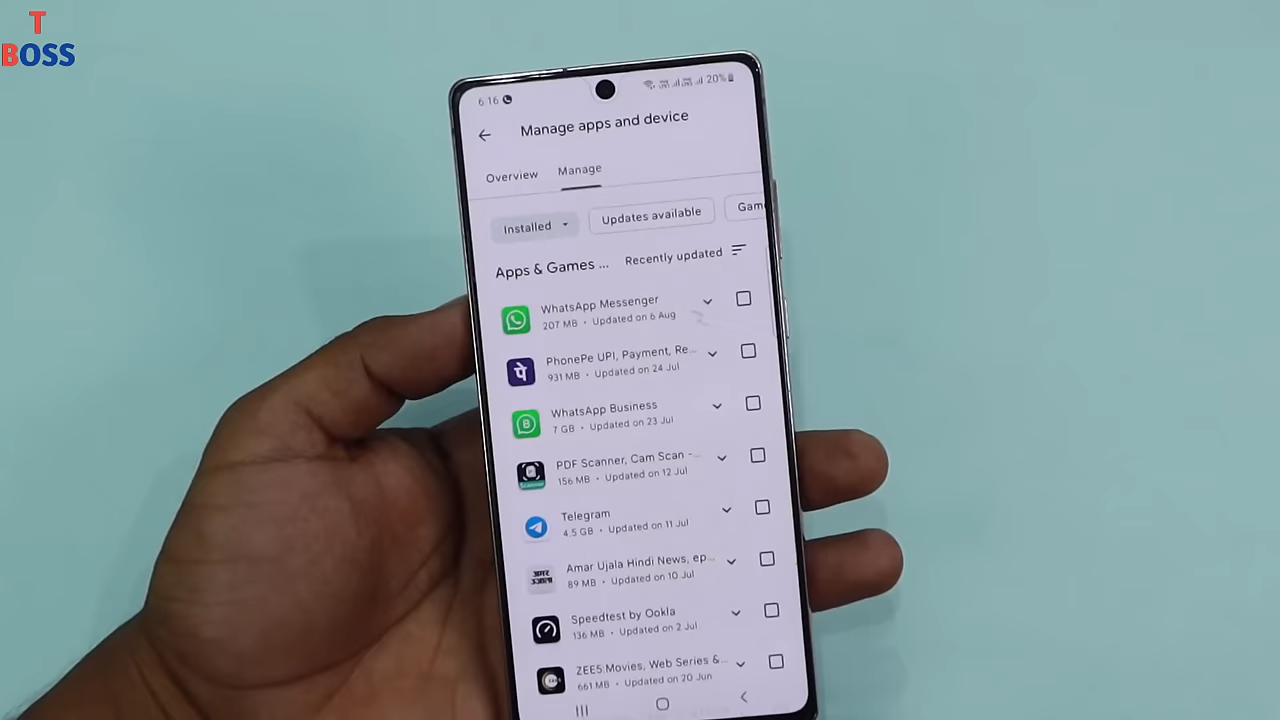 T
BOSS
6:16 20%
Manage apps and device
Overview Manage
Installed Updates available Gam
Apps & Games ... Recently updated
WhatsApp Messenger
207 MB • Updated on 6 Aug
PhonePe UPI, Payment, Re...
931 MB • Updated on 24 Jul
WhatsApp Business
7 GB • Updated on 23 Jul
PDF Scanner, Cam Scan -...
Scanner
156 MB • Updated on 12 Jul
Telegram
4.5 GB • Updated on 11 Jul
Amar Ujala Hindi News, ep...
अमर उजाला
89 MB • Updated on 10 Jul
Speedtest by Ookla
136 MB • Updated on 2 Jul
ZEE5:Movies, Web Series &...
661 MB • Updated on 20 Jun